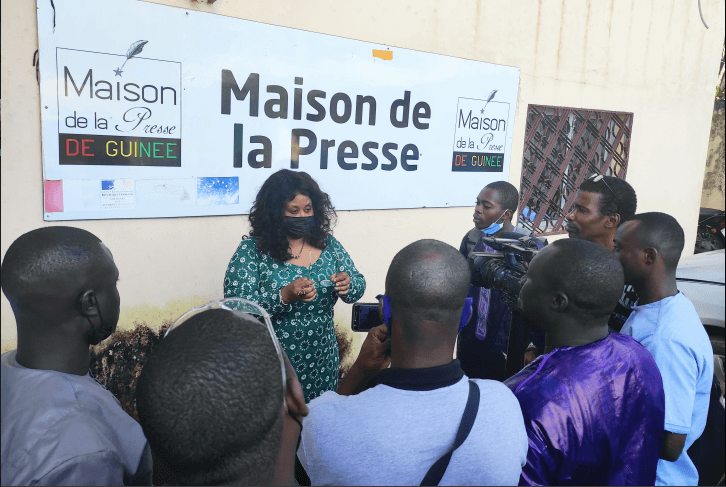 Maison
de la Presse
DE GUINEE
Maison de
la Presse
Maison
de la Presse
DE GUINEE